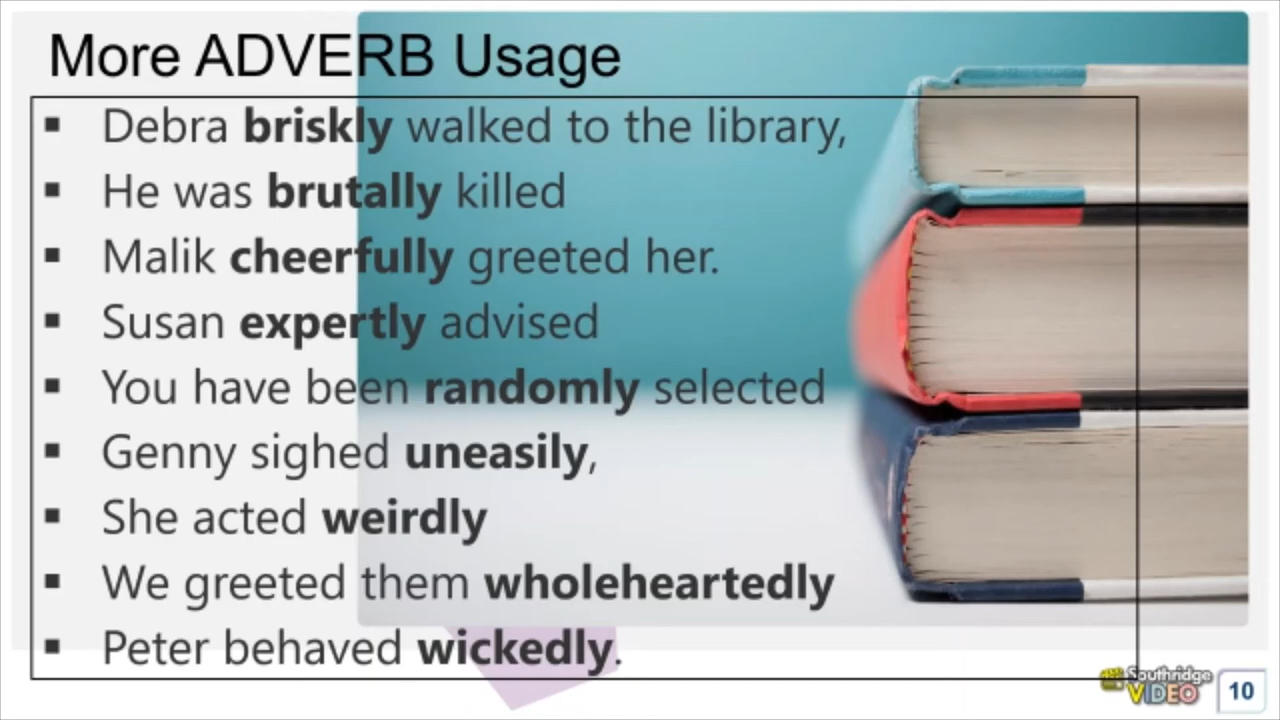 More ADVERB Usage
▪ Debra briskly walked to the library,
▪ He was brutally killed
▪ Malik cheerfully greeted her.
▪ Susan expertly advised
▪ You have been randomly selected
▪ Genny sighed uneasily,
▪ She acted weirdly
▪ We greeted them wholeheartedly
▪ Peter behaved wickedly.
Southridge
VIDEO
10